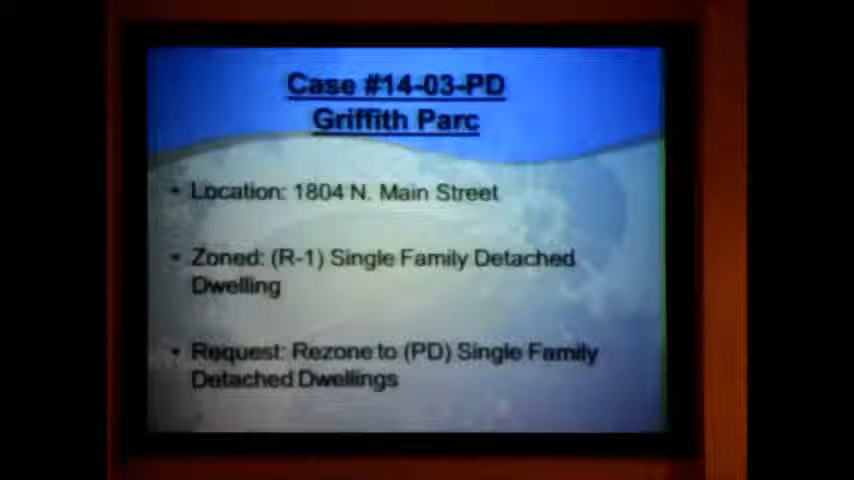 Case #14-03-PD
Griffith Parc
• Location: 1804 N. Main Street
• Zoned: (R-1) Single Family Detached
Dwelling
• Request: Rezone to (PD) Single Family
Detached Dwellings